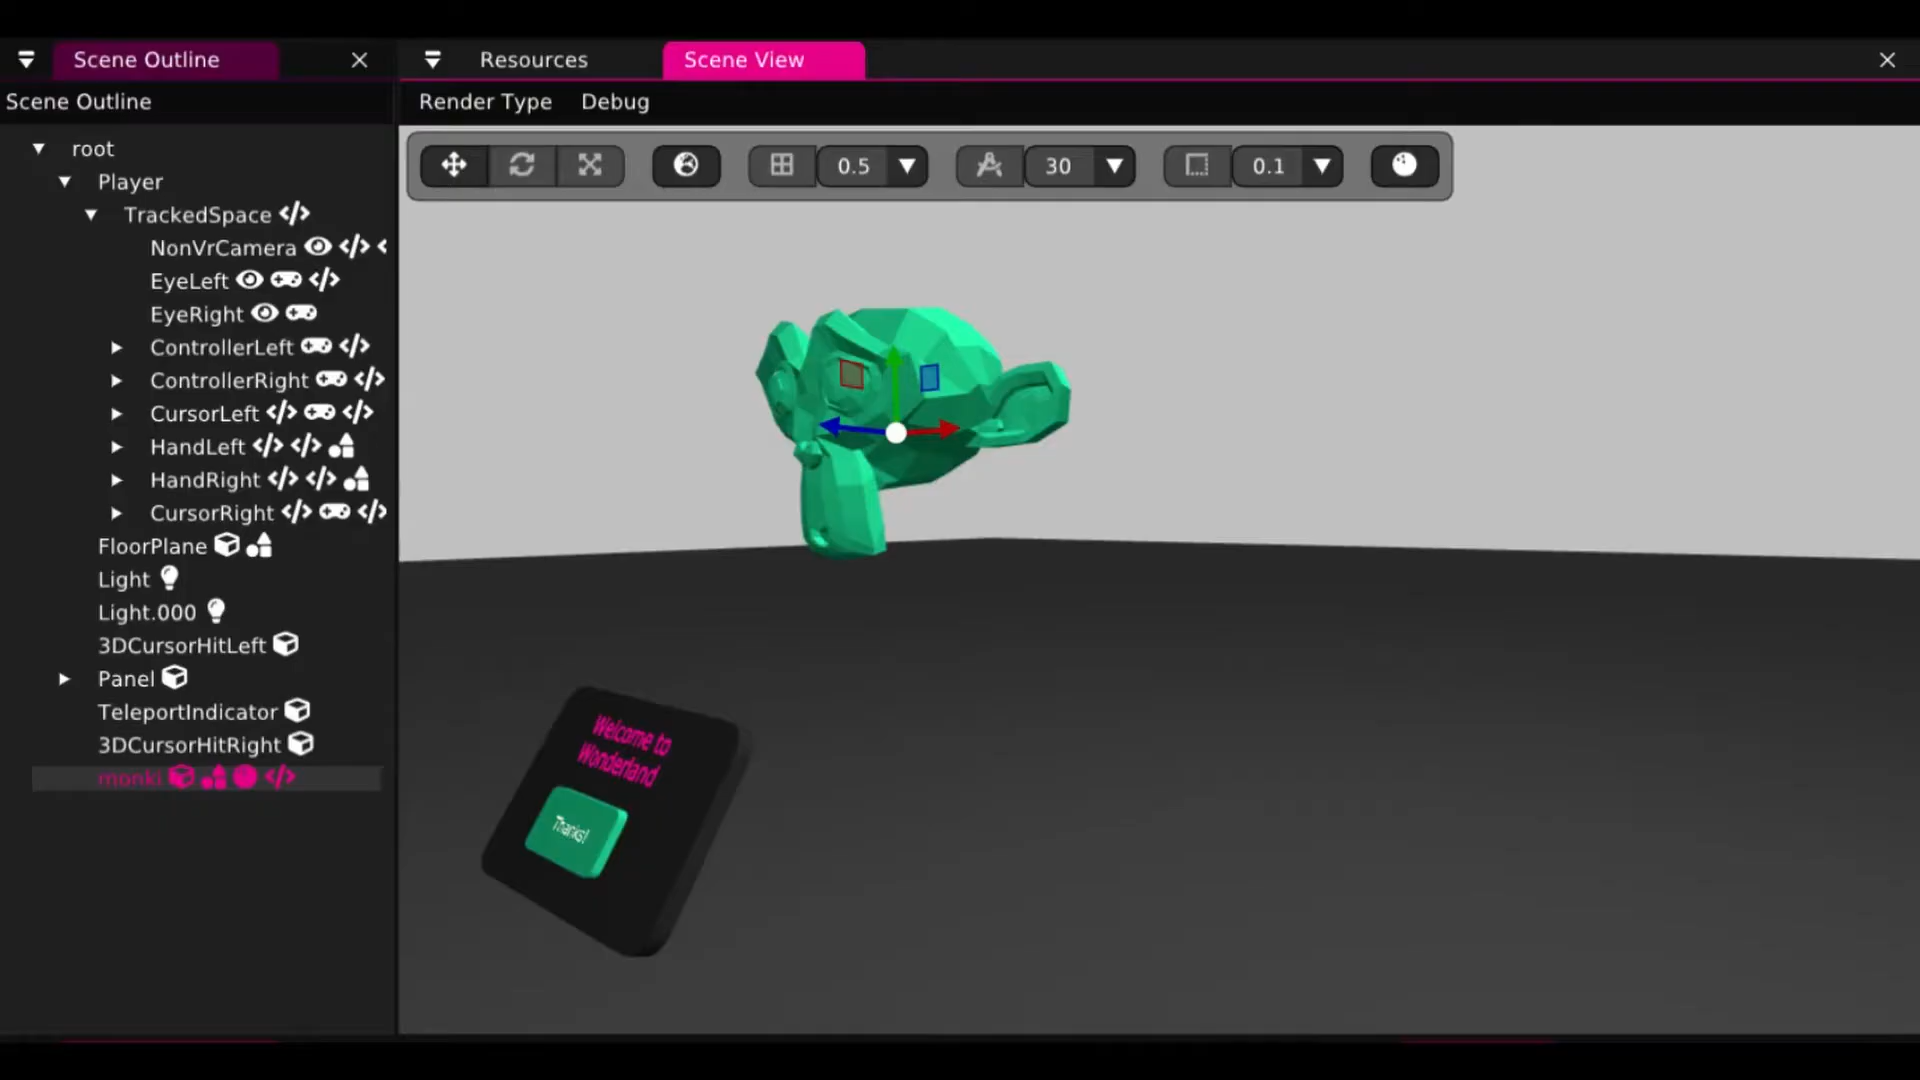 Scene Outline
Resources
Scene View
Scene Outline
Render Type
Debug
0.5
30
0.1
root
Player
TrackedSpace
NonVrCamera
EyeLeft
EyeRight
ControllerLeft
ControllerRight
CursorLeft
HandLeft
HandRight
CursorRight
FloorPlane
Light
Light.000
3DCursorHitLeft
Panel
TeleportIndicator
3DCursorHitRight
monki
Welcome to
Wonderland
Thanks!